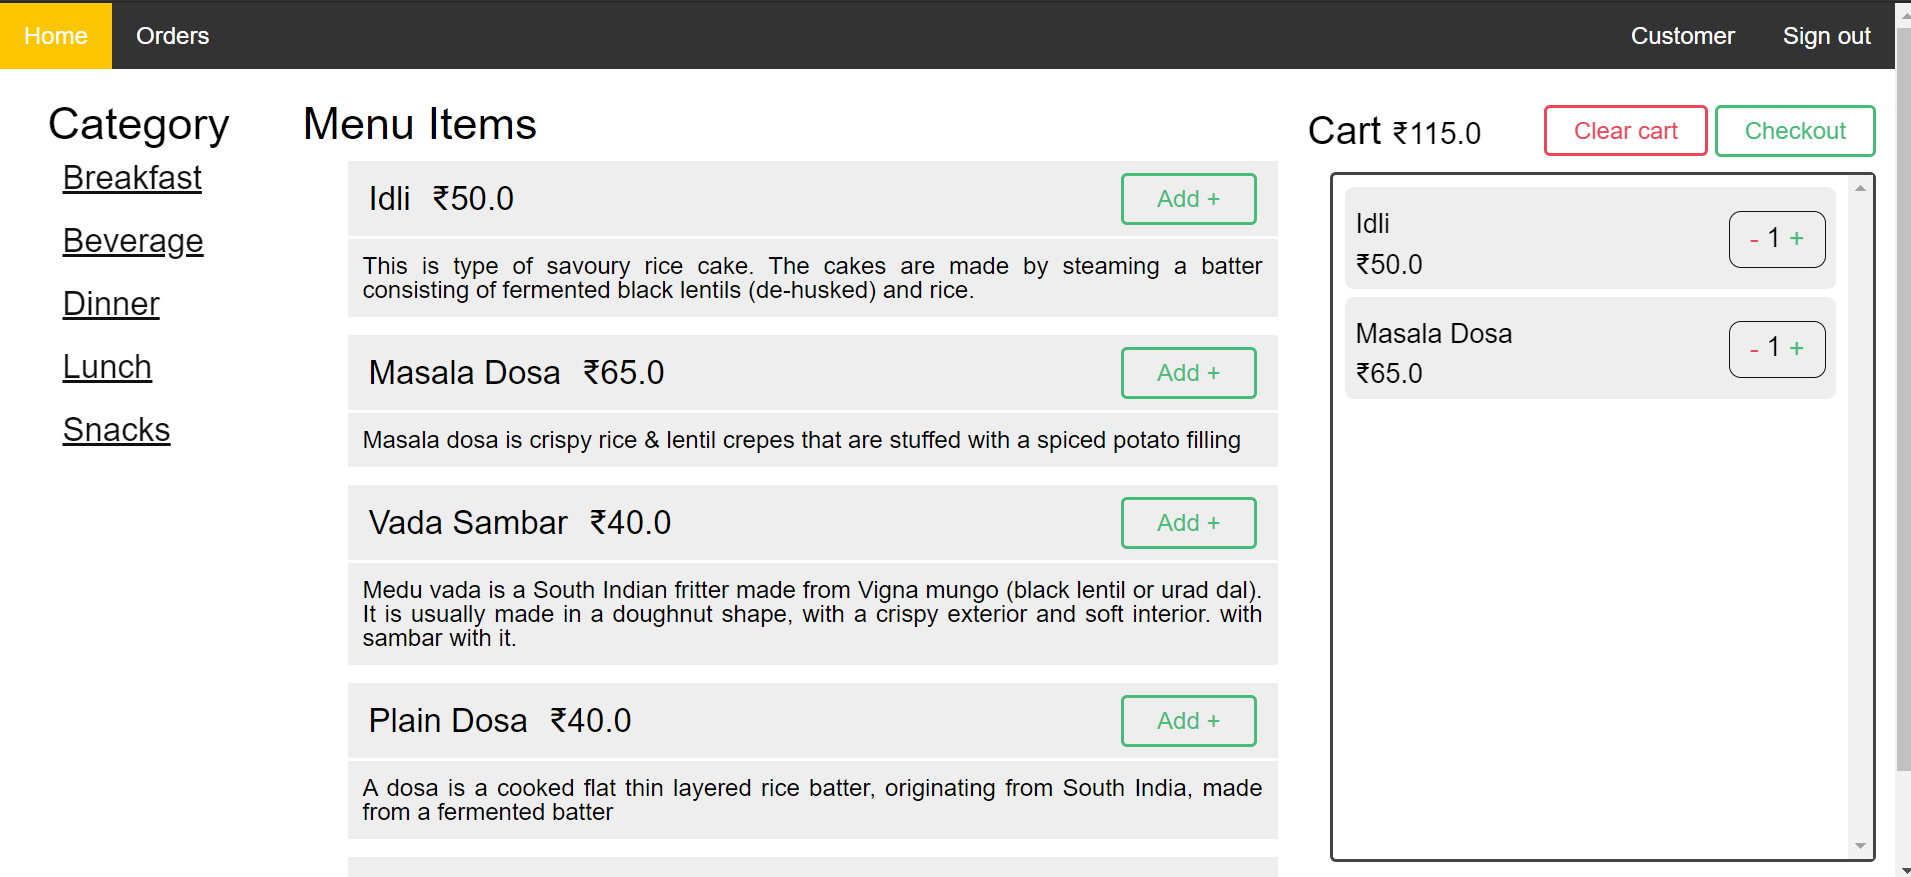 Home Orders Customer Sign out
Category
Breakfast
Beverage
Dinner
Lunch
Snacks
Menu Items
Idli ₹50.0 Add +
This is type of savoury rice cake. The cakes are made by steaming a batter
consisting of fermented black lentils (de-husked) and rice.
Masala Dosa ₹65.0 Add +
Masala dosa is crispy rice & lentil crepes that are stuffed with a spiced potato filling
Vada Sambar ₹40.0 Add +
Medu vada is a South Indian fritter made from Vigna mungo (black lentil or urad dal).
It is usually made in a doughnut shape, with a crispy exterior and soft interior. with
sambar with it.
Plain Dosa ₹40.0 Add +
A dosa is a cooked flat thin layered rice batter, originating from South India, made
from a fermented batter
Cart ₹115.0 Clear cart Checkout
Idli
₹50.0
- 1 +
Masala Dosa
₹65.0
- 1 +